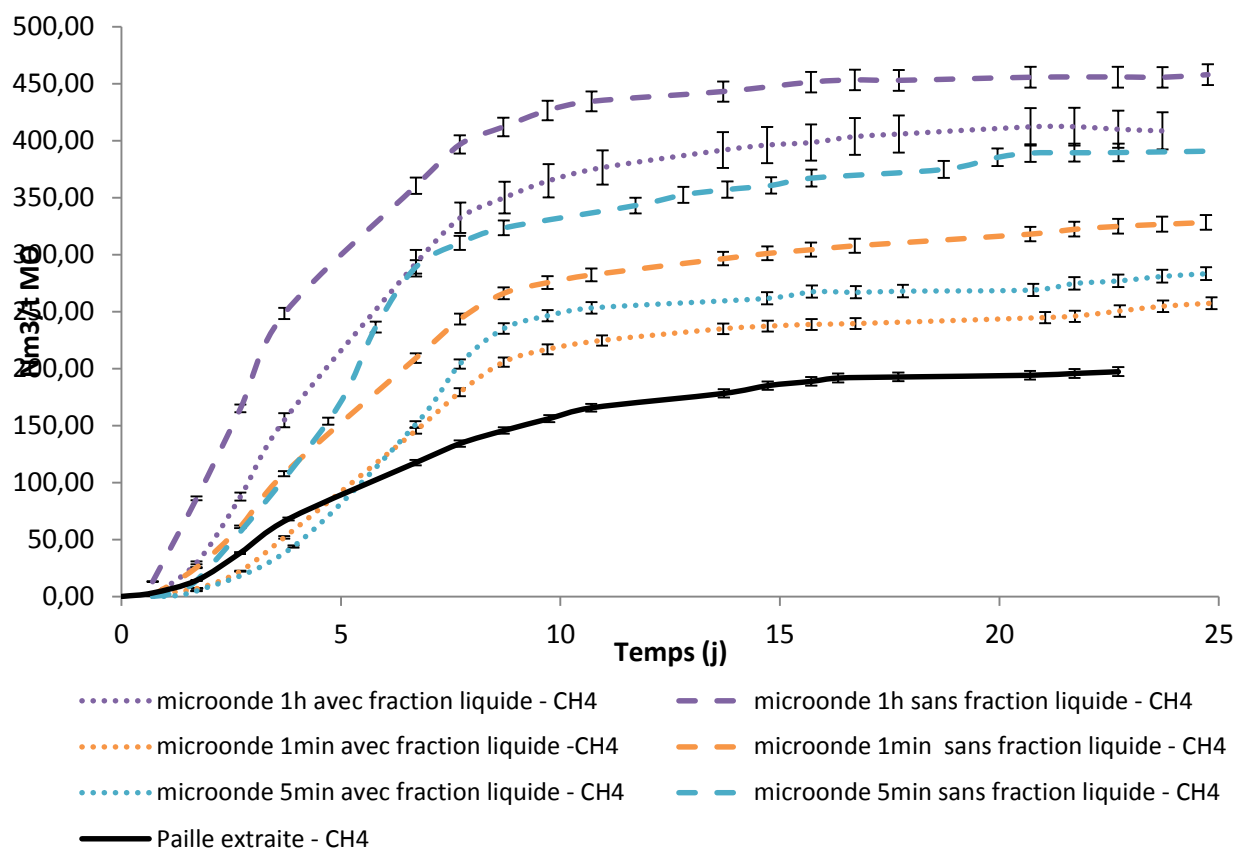 500,00
450,00
400,00
350,00
300,00
250,00
200,00
150,00
100,00
50,00
0,00
Nm3/t MO
0 5 10 15 20 25
Temps (j)
microonde 1h avec fraction liquide - CH4
microonde 1h sans fraction liquide - CH4
microonde 1min avec fraction liquide -CH4
microonde 1min  sans fraction liquide - CH4
microonde 5min avec fraction liquide - CH4
microonde 5min sans fraction liquide - CH4
Paille extraite - CH4